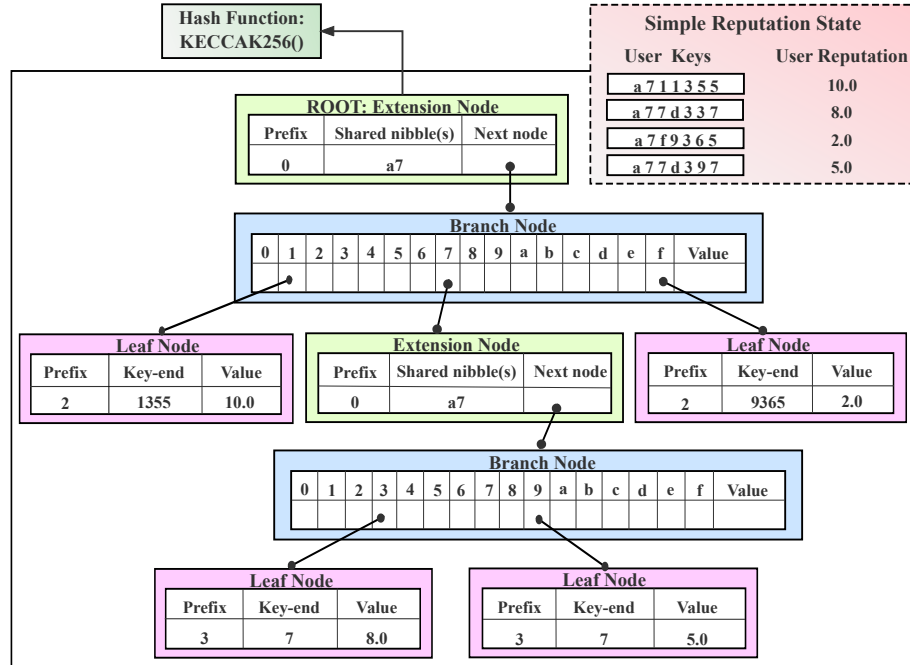 Hash Function:
KECCAK256()
Simple Reputation State
User Keys User Reputation
a 7 1 1 3 5 5 10.0
a 7 7 d 3 3 7 8.0
a 7 f 9 3 6 5 2.0
a 7 7 d 3 9 7 5.0
ROOT: Extension Node
Prefix Shared nibble(s) Next node
0 a7
Branch Node
0 1 2 3 4 5 6 7 8 9 a b c d e f Value
Leaf Node
Prefix Key-end Value
2 1355 10.0
Extension Node
Prefix Shared nibble(s) Next node
0 a7
Leaf Node
Prefix Key-end Value
2 9365 2.0
Branch Node
0 1 2 3 4 5 6 7 8 9 a b c d e f Value
Leaf Node
Prefix Key-end Value
3 7 8.0
Leaf Node
Prefix Key-end Value
3 7 5.0